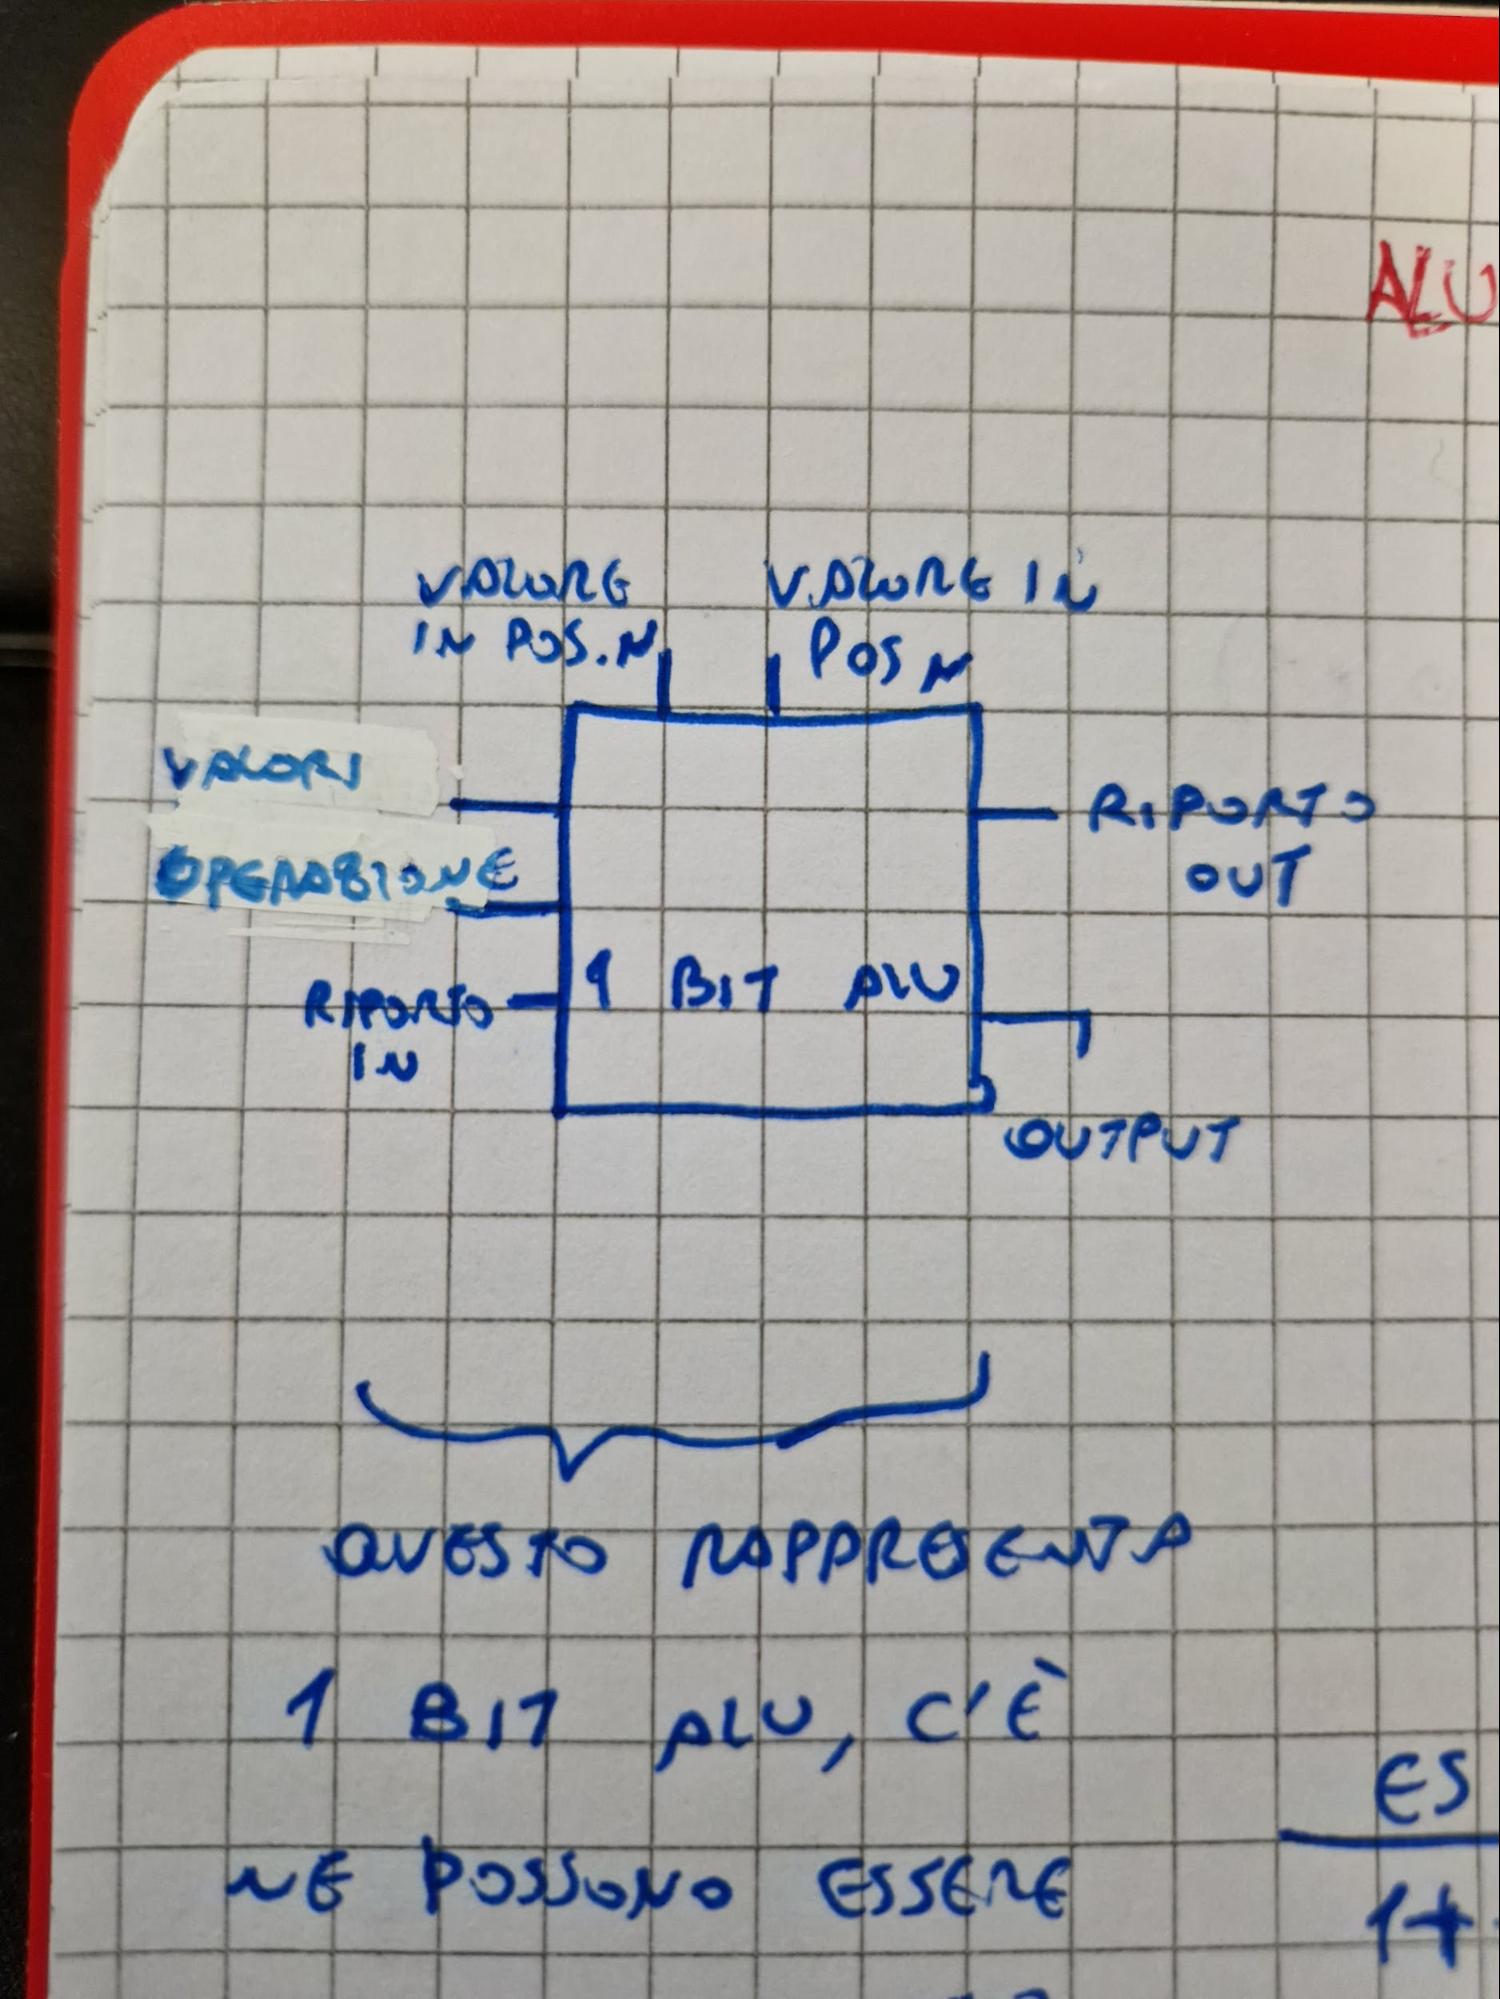 ALU
VALORE
IN POS.N
VALORE IN
POS N
VALORI
OPERAZIONE
RIPORTO
IN
1 BIT ALU
RIPORTO
OUT
OUTPUT
QUESTO RAPPRESENTA
1 BIT ALU, C'È
NE POSSONO ESSERE
ES
1+